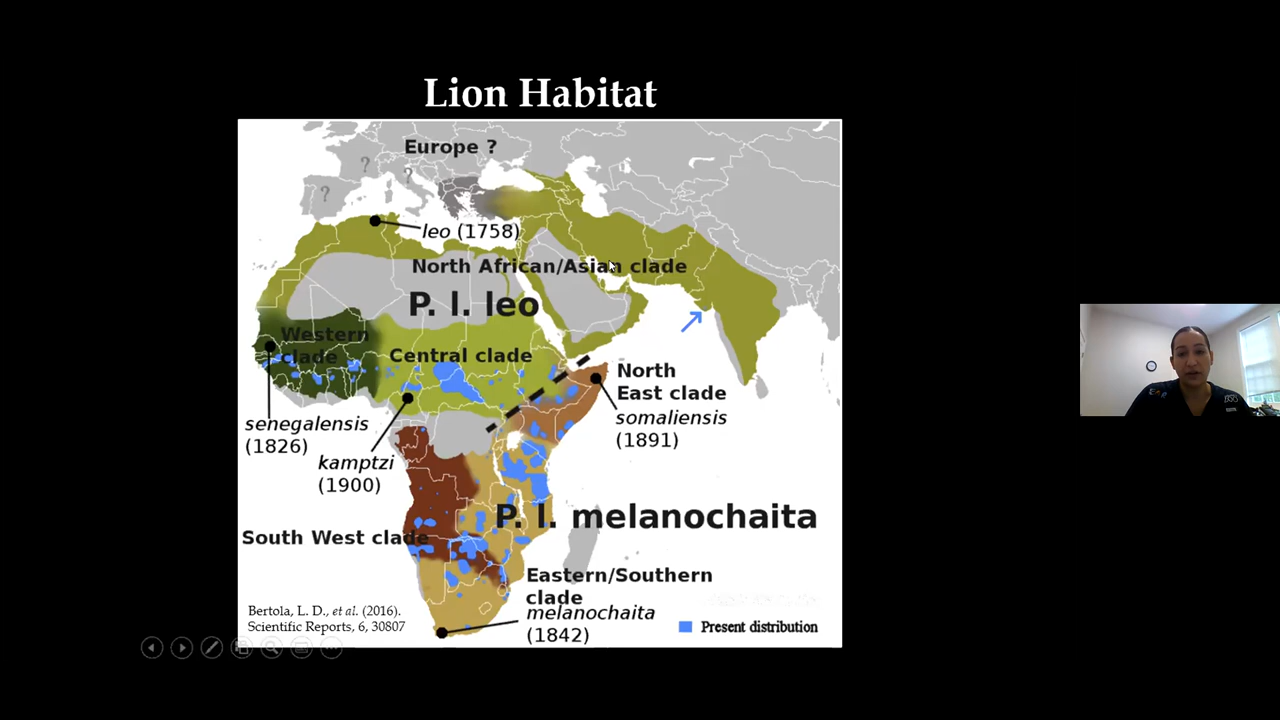 Lion Habitat
Europe ?
?
?
?
leo (1758)
North African/Asian clade
P. l. leo
Western
clade
Central clade
North
East clade
somaliensis
(1891)
senegalensis
(1826)
kamptzi
(1900)
P. l. melanochaita
South West clade
Eastern/Southern
clade
melanochaita
(1842)
Bertola, L. D., et al. (2016).
Scientific Reports, 6, 30807
Present distribution